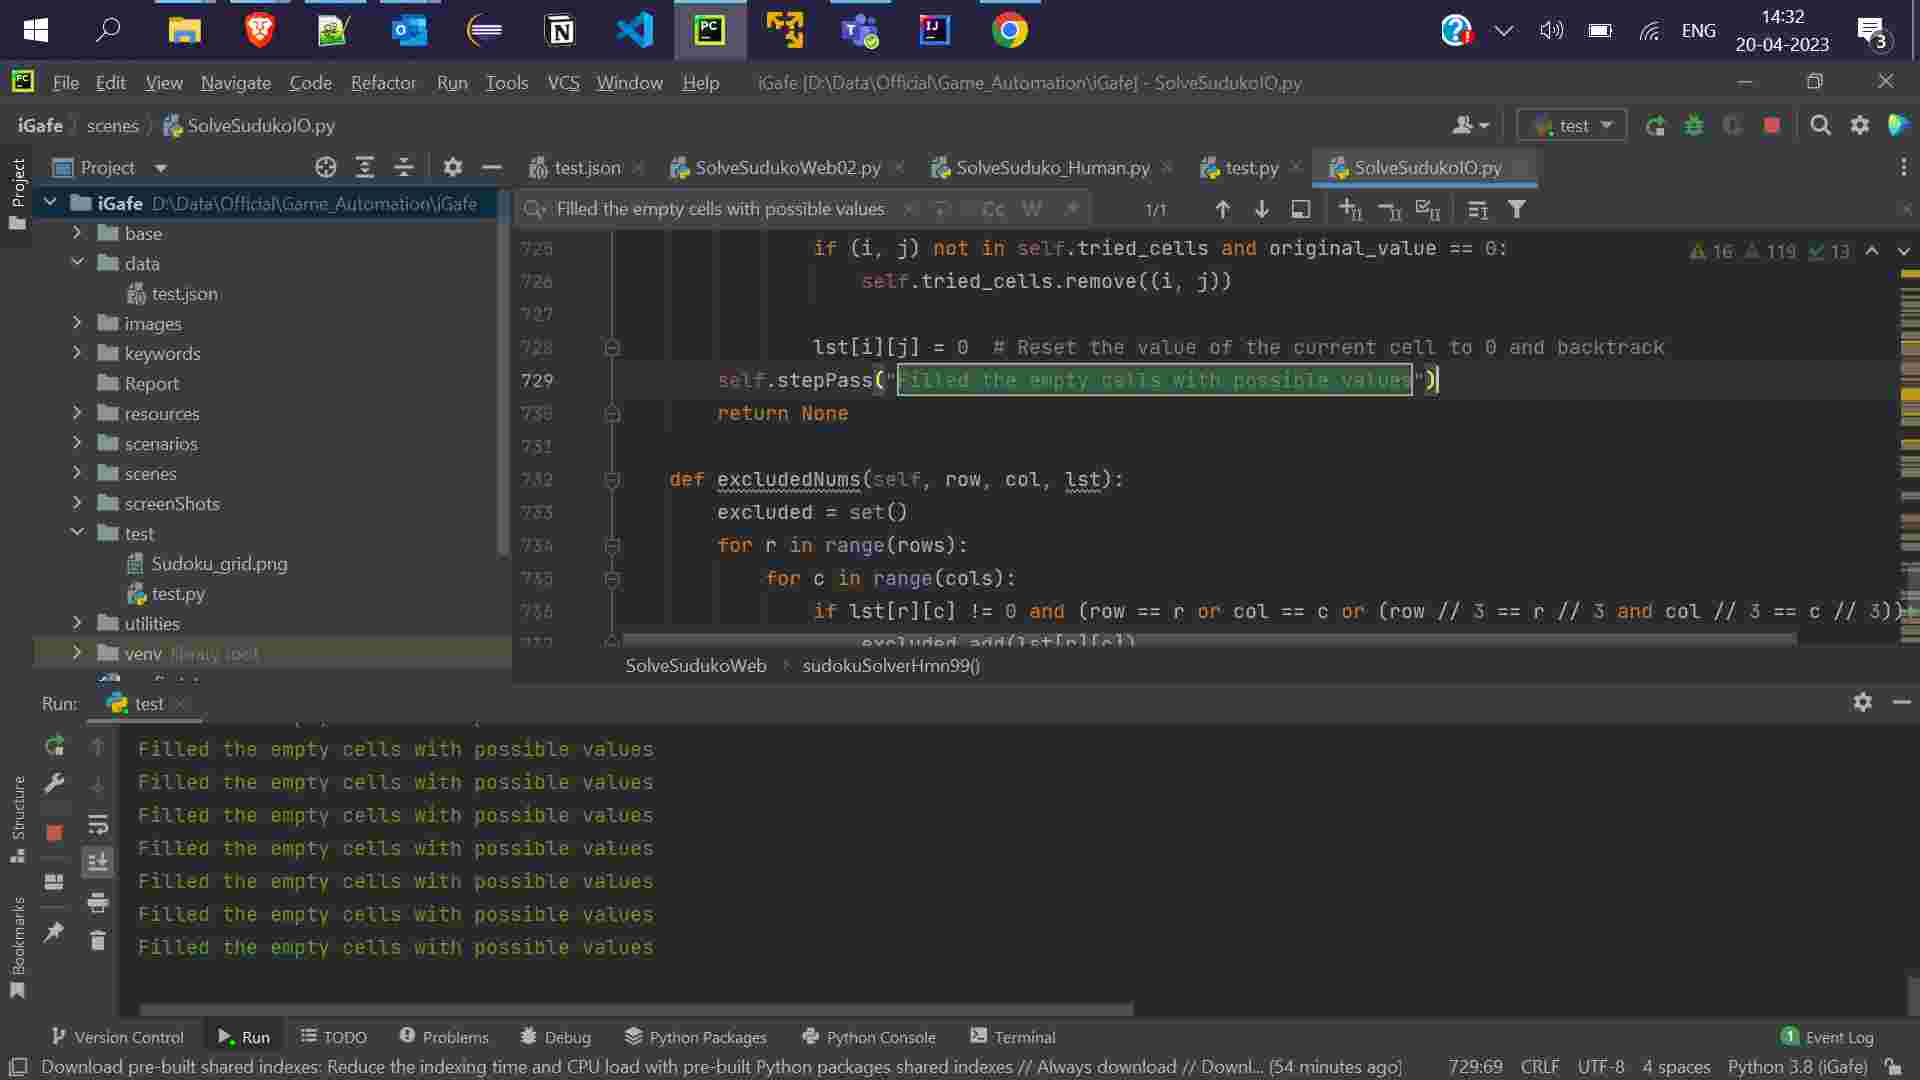 14:32
ENG
20-04-2023
3
File Edit View Navigate Code Refactor Run Tools VCS Window Help iGafe [D:\Data\Official\Game_Automation\iGafe] - SolveSudukoIO.py
iGafe scenes SolveSudukoIO.py
test
Project
test.json SolveSudukoWeb02.py SolveSuduko_Human.py test.py SolveSudukoIO.py
iGafe D:\Data\Official\Game_Automation\iGafe
Filled the empty cells with possible values Cc W 1/1
base
data
test.json
images
keywords
Report
resources
scenarios
scenes
screenShots
test
Sudoku_grid.png
test.py
utilities
venv library root
16 119 13
725 if (i, j) not in self.tried_cells and original_value == 0:
726 self.tried_cells.remove((i, j))
727
728 lst[i][j] = 0 # Reset the value of the current cell to 0 and backtrack
729 self.stepPass("Filled the empty cells with possible values")
730 return None
731
732 def excludedNums(self, row, col, lst):
733 excluded = set()
734 for r in range(rows):
735 for c in range(cols):
736 if lst[r][c] != 0 and (row == r or col == c or (row // 3 == r // 3 and col // 3 == c // 3)):
737 excluded.add(lst[r][c])
SolveSudukoWeb sudokuSolverHmn99()
Project
Structure
Bookmarks
Run: test
Filled the empty cells with possible values
Filled the empty cells with possible values
Filled the empty cells with possible values
Filled the empty cells with possible values
Filled the empty cells with possible values
Filled the empty cells with possible values
Filled the empty cells with possible values
Version Control Run TODO Problems Debug Python Packages Python Console Terminal 1 Event Log
Download pre-built shared indexes: Reduce the indexing time and CPU load with pre-built Python packages shared indexes // Always download // Downl... (54 minutes ago) 729:69 CRLF UTF-8 4 spaces Python 3.8 (iGafe)